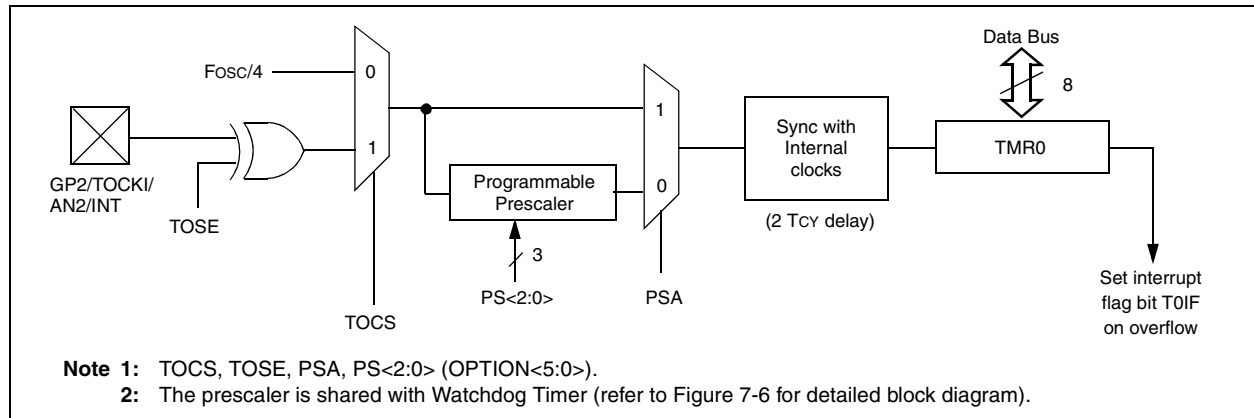 Data Bus
8
FOSC/4
0
1
1
0
GP2/TOCKI/
AN2/INT
TOSE
TOCS
Programmable
Prescaler
3
PS<2:0>
PSA
Sync with
Internal
clocks
(2 TCY delay)
TMR0
Set interrupt
flag bit T0IF
on overflow
Note 1: TOCS, TOSE, PSA, PS<2:0> (OPTION<5:0>).
2: The prescaler is shared with Watchdog Timer (refer to Figure 7-6 for detailed block diagram).